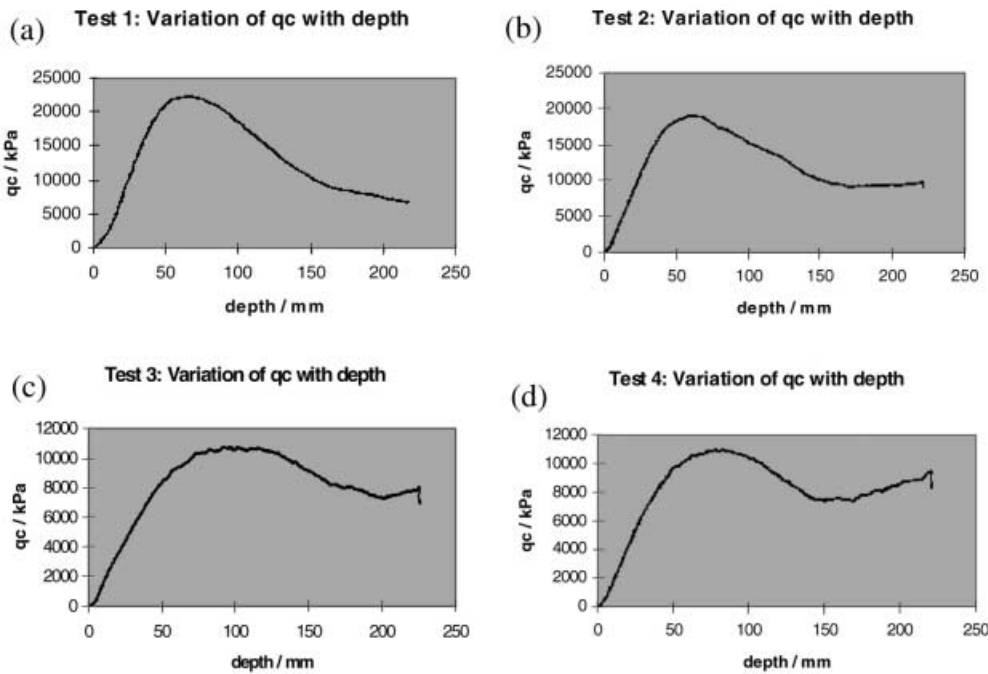 (a)
Test 1: Variation of qc with depth
qc / kPa
25000
20000
15000
10000
5000
0
0 50 100 150 200 250
depth / mm
(b)
Test 2: Variation of qc with depth
qc / kPa
25000
20000
15000
10000
5000
0
0 50 100 150 200 250
depth / mm
(c)
Test 3: Variation of qc with depth
qc / kPa
12000
10000
8000
6000
4000
2000
0
0 50 100 150 200 250
depth / mm
(d)
Test 4: Variation of qc with depth
qc / kPa
12000
10000
8000
6000
4000
2000
0
0 50 100 150 200 250
depth / mm